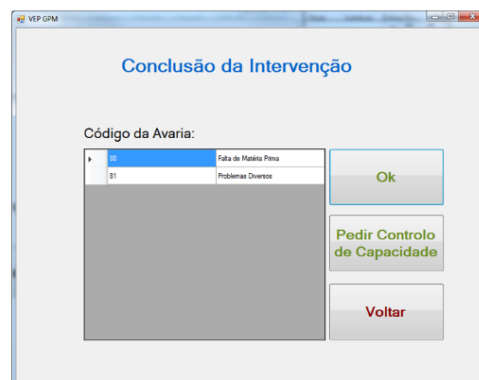 VEP GPM
Conclusão da Intervenção
Código da Avaria:
80 Falta de Matéria Prima
81 Problemas Diversos
Ok
Pedir Controlo
de Capacidade
Voltar